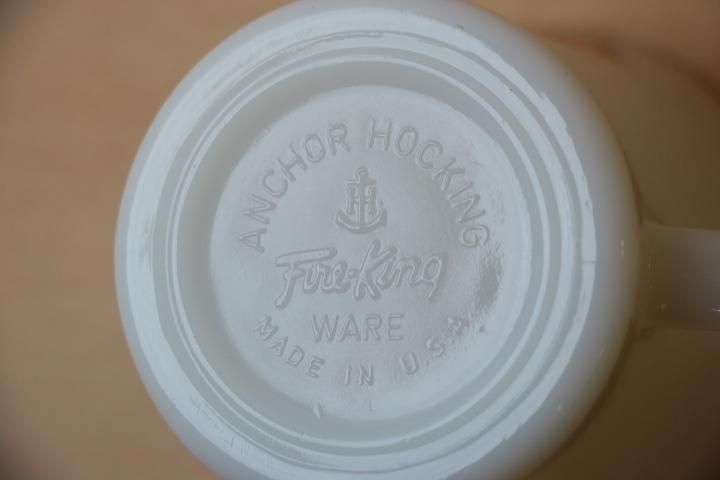 ANCHOR HOCKING
H
Fire-King
WARE
MADE IN U.S.A.